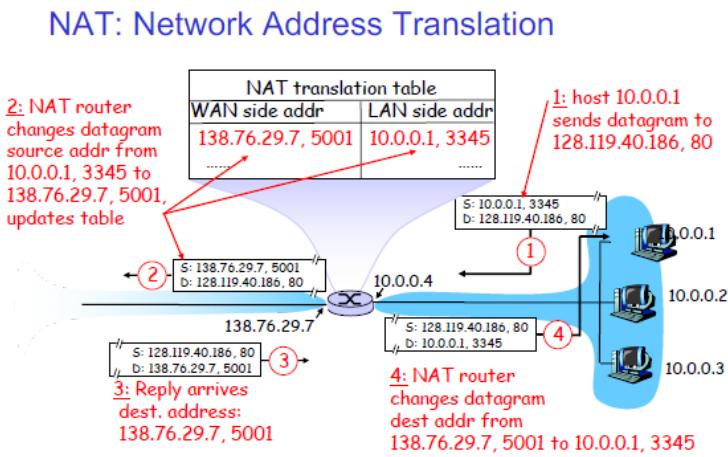 NAT: Network Address Translation
NAT translation table
WAN side addr LAN side addr
138.76.29.7, 5001 10.0.0.1, 3345
...... ......
2: NAT router
changes datagram
source addr from
10.0.0.1, 3345 to
138.76.29.7, 5001,
updates table
1: host 10.0.0.1
sends datagram to
128.119.40.186, 80
S: 10.0.0.1, 3345
D: 128.119.40.186, 80
1
10.0.0.1
2
S: 138.76.29.7, 5001
D: 128.119.40.186, 80
10.0.0.4
10.0.0.2
138.76.29.7
S: 128.119.40.186, 80
D: 10.0.0.1, 3345
4
S: 128.119.40.186, 80
D: 138.76.29.7, 5001
3
10.0.0.3
3: Reply arrives
dest. address:
138.76.29.7, 5001
4: NAT router
changes datagram
dest addr from
138.76.29.7, 5001 to 10.0.0.1, 3345